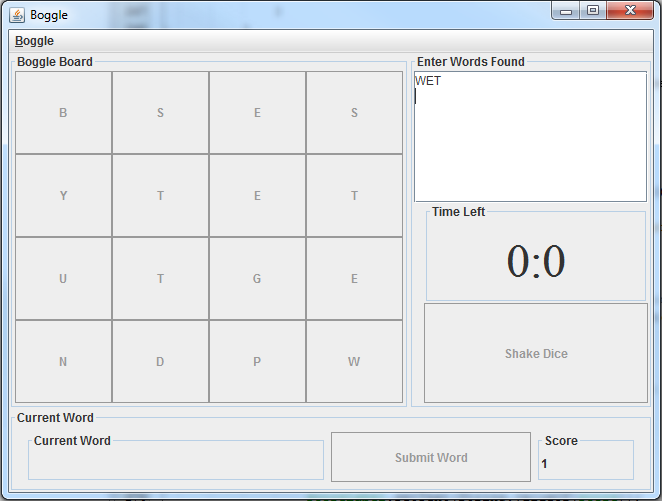 Boggle
Boggle
Boggle Board
B S E S
Y T E T
U T G E
N D P W
Enter Words Found
WET
Time Left
0:0
Shake Dice
Current Word
Current Word
Submit Word
Score
1